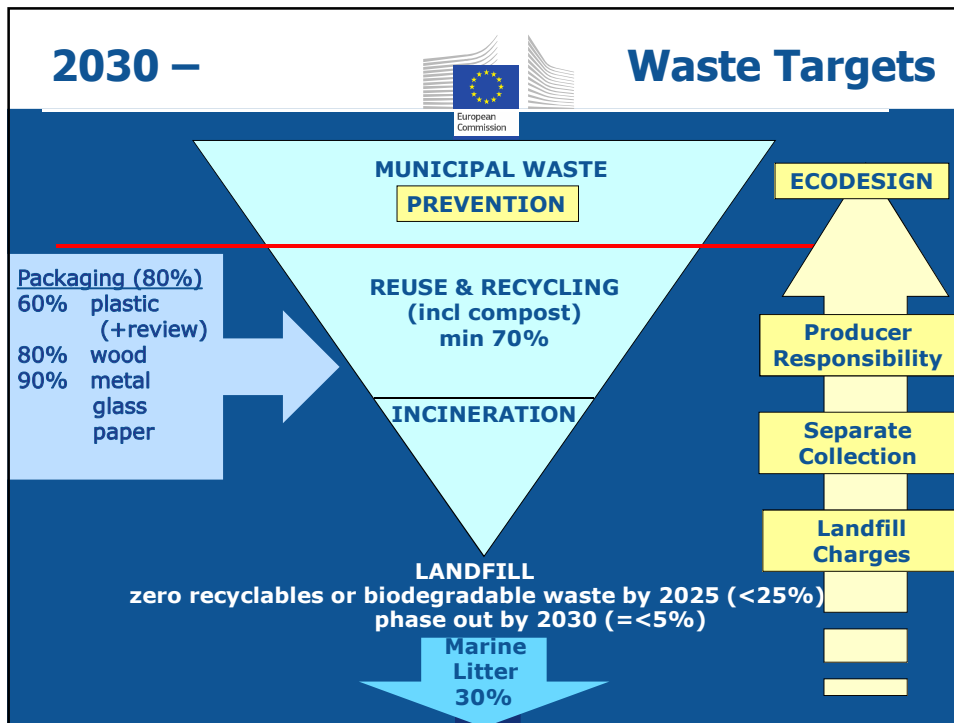 2030 –
Waste Targets
European
Commission
MUNICIPAL WASTE
PREVENTION
ECODESIGN
Packaging (80%)
60% plastic
(+review)
80% wood
90% metal
glass
paper
REUSE & RECYCLING
(incl compost)
min 70%
Producer
Responsibility
INCINERATION
Separate
Collection
Landfill
Charges
LANDFILL
zero recyclables or biodegradable waste by 2025 (<25%)
phase out by 2030 (=<5%)
Marine
Litter
30%